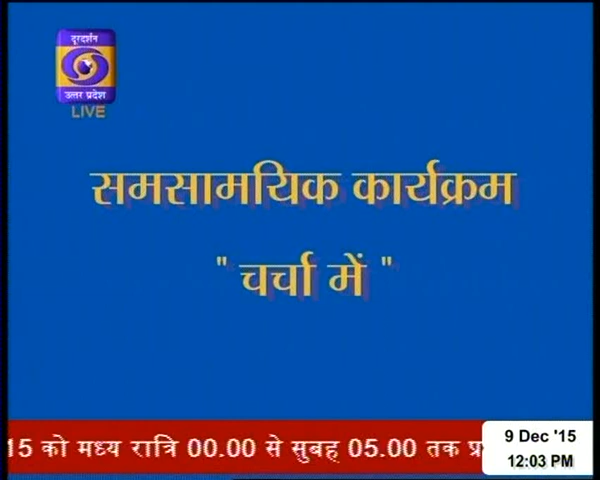 दूरदर्शन
उत्तर प्रदेश
LIVE
समसामयिक कार्यक्रम
" चर्चा में "
15 को मध्य रात्रि 00.00 से सुबह 05.00 तक
9 Dec '15
12:03 PM